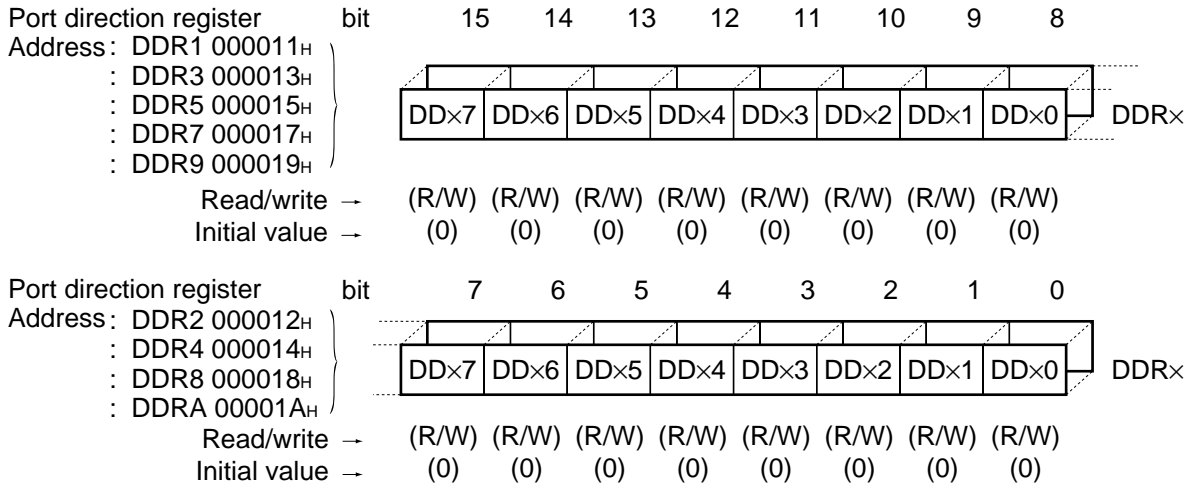 Port direction register bit 15 14 13 12 11 10 9 8
Address : DDR1 000011H
: DDR3 000013H
: DDR5 000015H
: DDR7 000017H
: DDR9 000019H
DD×7 DD×6 DD×5 DD×4 DD×3 DD×2 DD×1 DD×0 DDR×
Read/write → (R/W) (R/W) (R/W) (R/W) (R/W) (R/W) (R/W) (R/W)
Initial value → (0) (0) (0) (0) (0) (0) (0) (0)
Port direction register bit 7 6 5 4 3 2 1 0
Address : DDR2 000012H
: DDR4 000014H
: DDR8 000018H
: DDRA 00001AH
DD×7 DD×6 DD×5 DD×4 DD×3 DD×2 DD×1 DD×0 DDR×
Read/write → (R/W) (R/W) (R/W) (R/W) (R/W) (R/W) (R/W) (R/W)
Initial value → (0) (0) (0) (0) (0) (0) (0) (0)